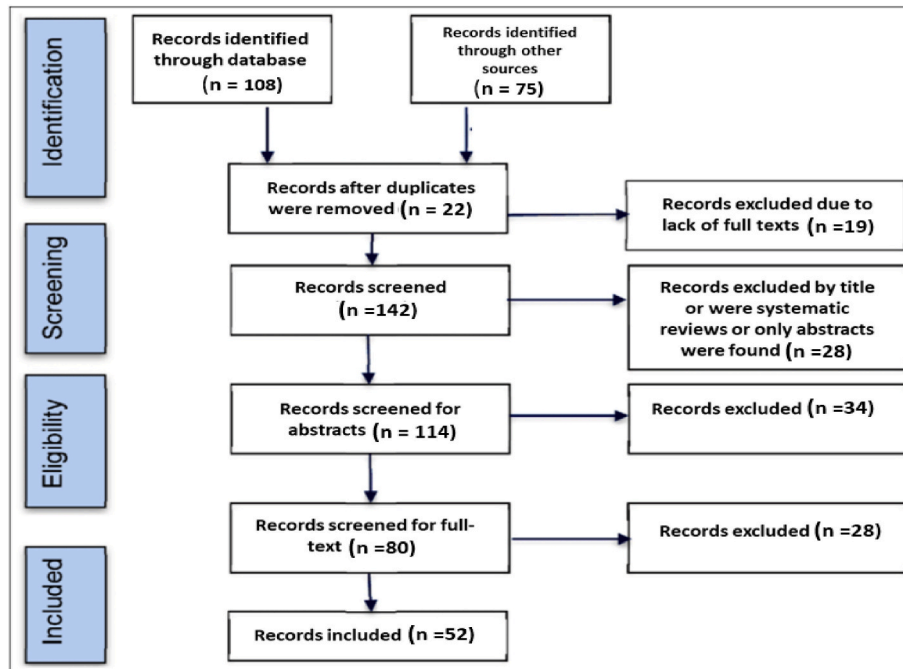 Identification
Records identified
through database
(n = 108)
Records identified
through other
sources
(n = 75)
Records after duplicates
were removed (n = 22)
Records excluded due to
lack of full texts (n =19)
Screening
Records screened
(n =142)
Records excluded by title
or were systematic
reviews or only abstracts
were found (n =28)
Eligibility
Records screened for
abstracts (n = 114)
Records excluded (n =34)
Records screened for full-
text (n =80)
Records excluded (n =28)
Included
Records included (n =52)